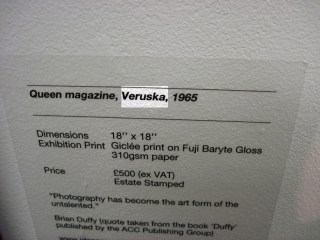 Queen magazine, Veruska, 1965
Dimensions 18" x 18"
Exhibition Print Giclée print on Fuji Baryte Gloss
310gsm paper
Price £500 (ex VAT)
Estate Stamped
"Photography has become the art form of the
untalented."
Brian Duffy (quote taken from the book 'Duffy'
published by the ACC Publishing Group)